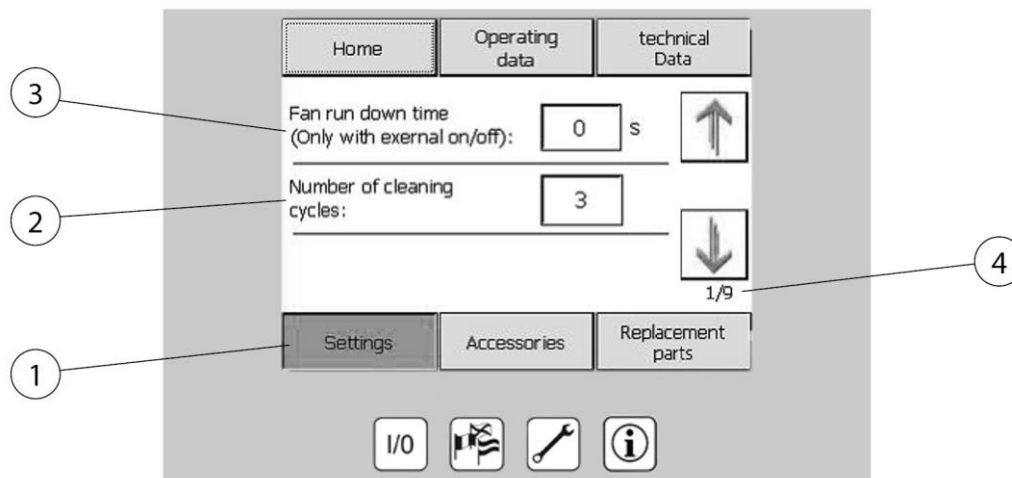 Home
Operating
data
technical
Data
3
Fan run down time
(Only with exernal on/off):
0
s
2
Number of cleaning
cycles:
3
4
1/9
1
Settings
Accessories
Replacement
parts
I/0
i